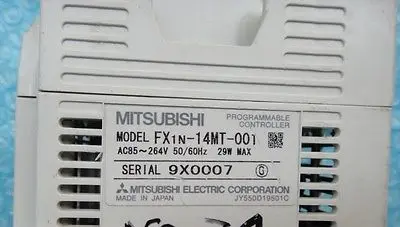 MITSUBISHI
PROGRAMMABLE
CONTROLLER
MODEL FX1N-14MT-001
AC85~264V 50/60Hz 29W MAX
SERIAL 9X0007 G
MITSUBISHI ELECTRIC CORPORATION
MADE IN JAPAN JY550D19501C